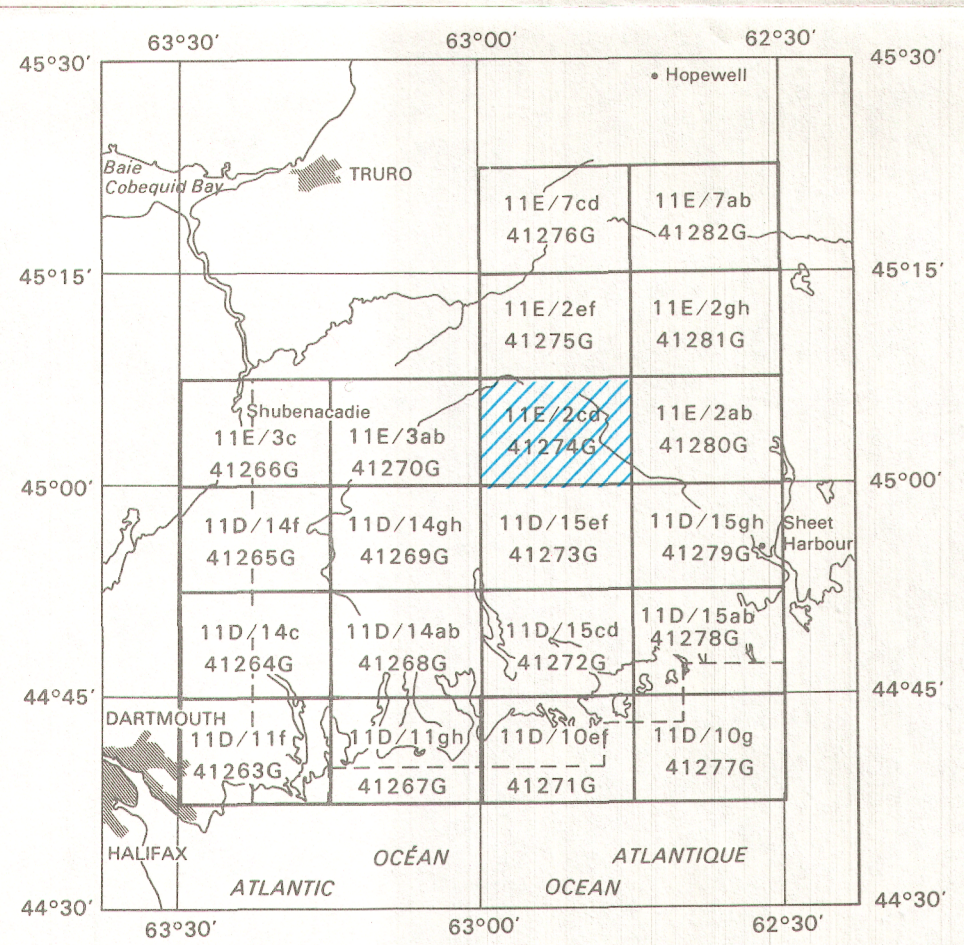 63°30′ 63°00′ 62°30′
45°30′ 45°30′
• Hopewell
Baie
Cobequid Bay
TRURO
11E/7cd 11E/7ab
41276G 41282G
45°15′ 45°15′
11E/2ef 11E/2gh
41275G 41281G
Shubenacadie
11E/3c 11E/3ab 11E/2cd 11E/2ab
41266G 41270G 41274G 41280G
45°00′ 45°00′
11D/14f 11D/14gh 11D/15ef 11D/15gh
41265G 41269G 41273G 41279G
Sheet
Harbour
11D/14c 11D/14ab 11D/15cd 11D/15ab
41264G 41268G 41272G 41278G
44°45′ 44°45′
DARTMOUTH
11D/11f 11D/11gh 11D/10ef 11D/10g
41263G 41267G 41271G 41277G
HALIFAX
OCÉAN ATLANTIQUE
ATLANTIC OCEAN
44°30′ 44°30′
63°30′ 63°00′ 62°30′